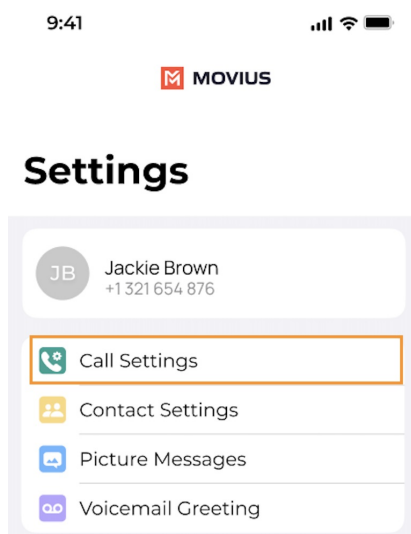 9:41
MOVIUS
Settings
JB
Jackie Brown
+1 321 654 876
Call Settings
Contact Settings
Picture Messages
Voicemail Greeting